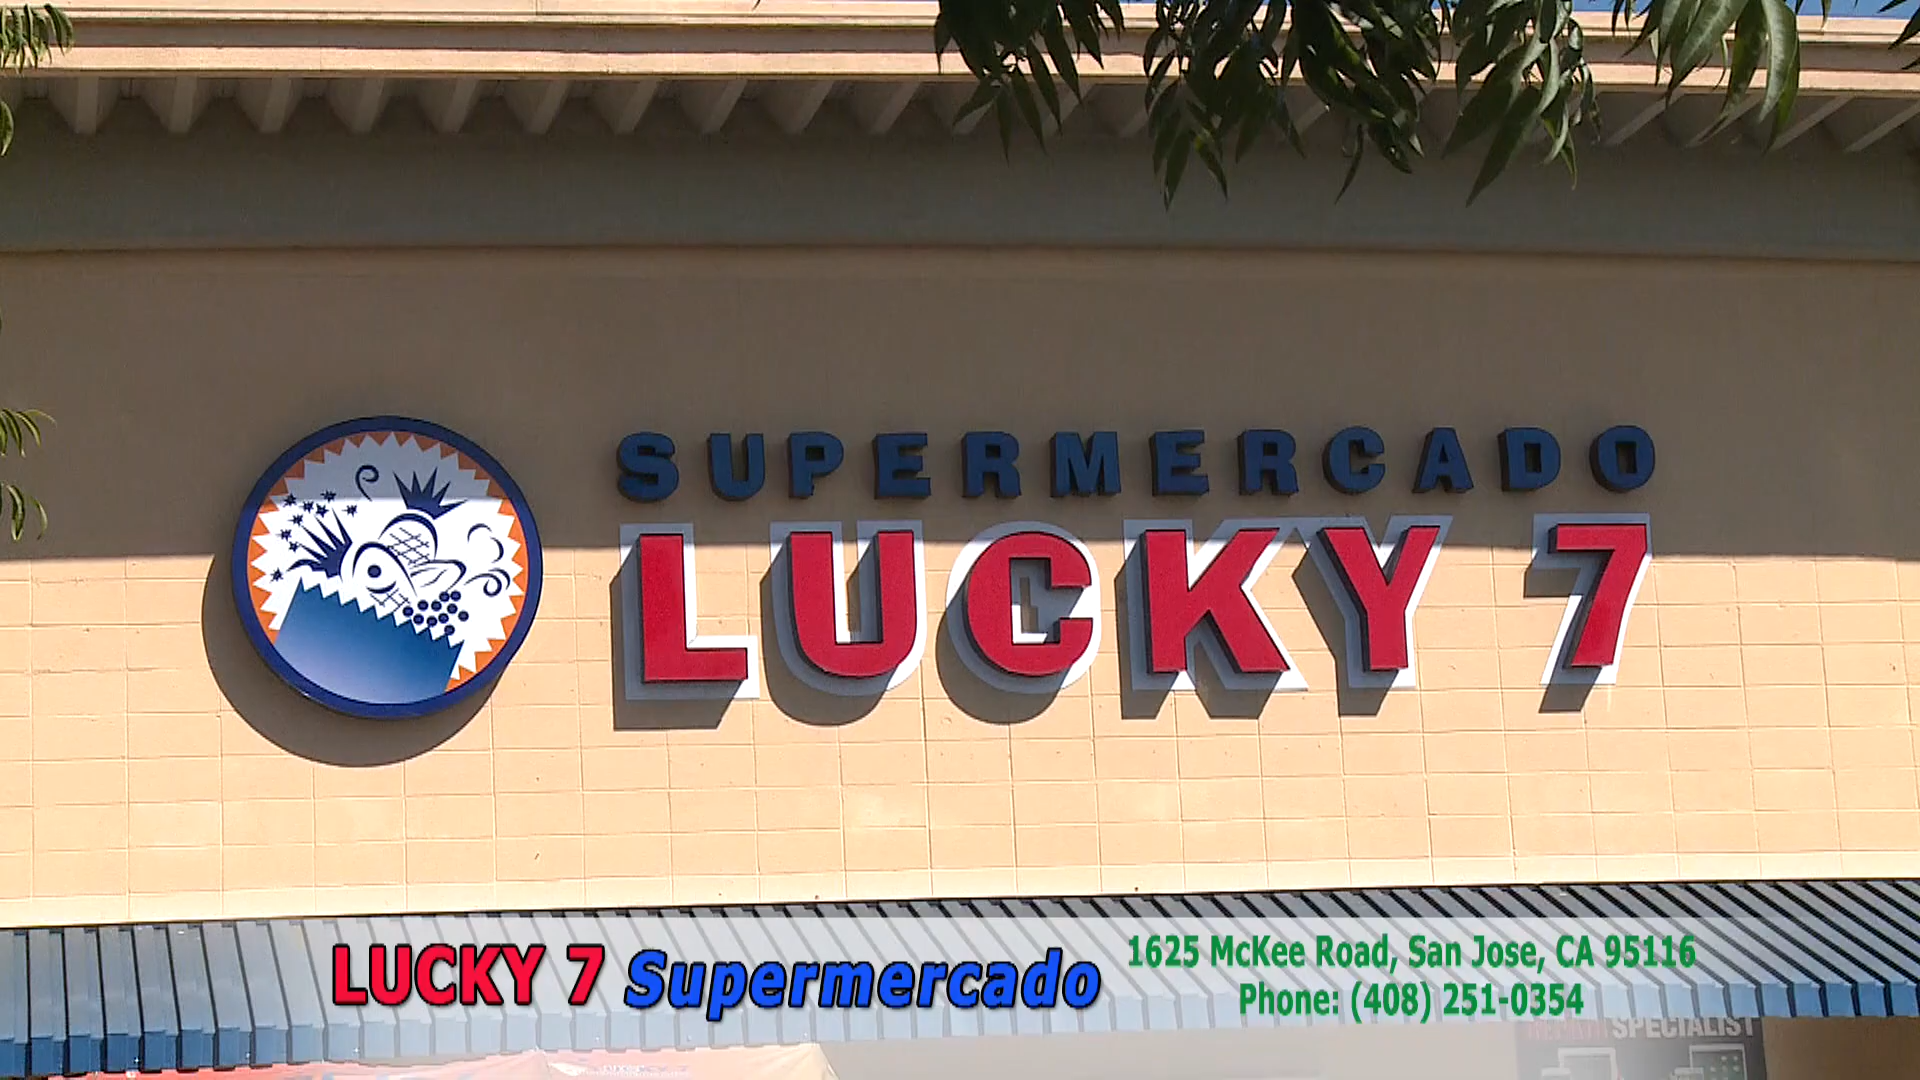 SUPERMERCADO
LUCKY 7
LUCKY 7 Supermercado
1625 McKee Road, San Jose, CA 95116
Phone: (408) 251-0354
SPECIALIST